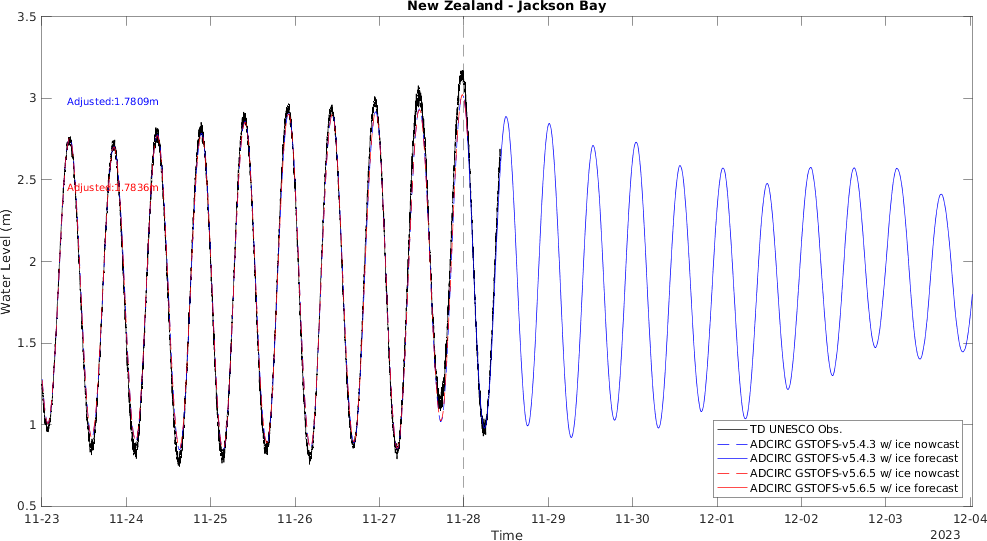 New Zealand - Jackson Bay
3.5
3
2.5
2
1.5
1
0.5
Water Level (m)
Adjusted:1.7809m
Adjusted:1.7836m
TD UNESCO Obs.
ADCIRC GSTOFS-v5.4.3 w/ ice nowcast
ADCIRC GSTOFS-v5.4.3 w/ ice forecast
ADCIRC GSTOFS-v5.6.5 w/ ice nowcast
ADCIRC GSTOFS-v5.6.5 w/ ice forecast
11-23 11-24 11-25 11-26 11-27 11-28 11-29 11-30 12-01 12-02 12-03 12-04
Time
2023